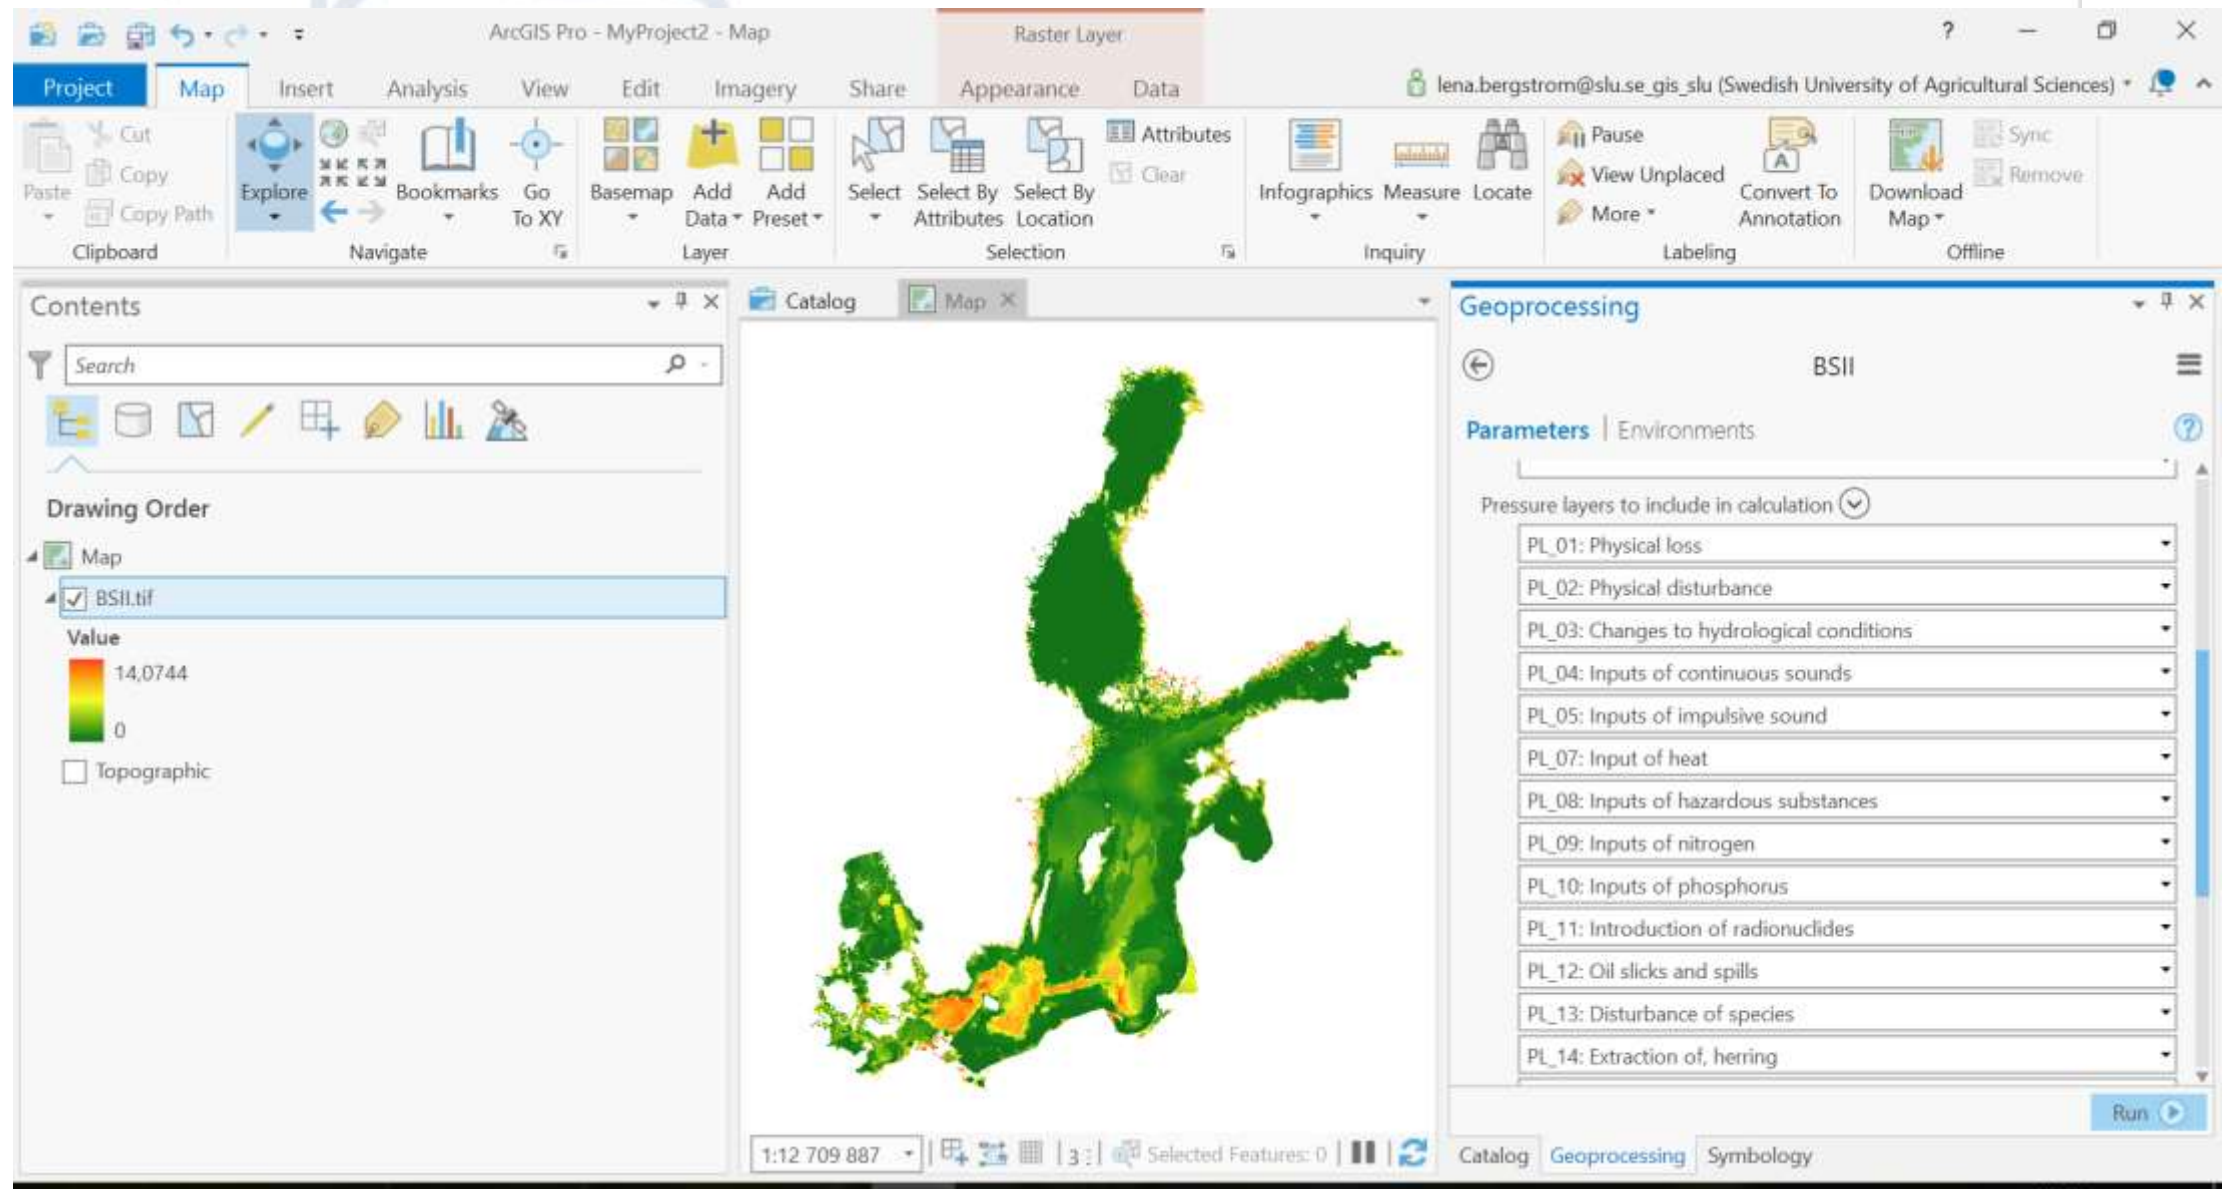 ArcGIS Pro - MyProject2 - Map
Raster Layer
?
Project Map Insert Analysis View Edit Imagery Share Appearance Data
lena.bergstrom@slu.se_gis_slu (Swedish University of Agricultural Sciences)
Paste
Cut
Copy
Copy Path
Clipboard
Explore
Bookmarks
Go
To XY
Navigate
Basemap
Add
Data
Add
Preset
Layer
Select
Select By
Attributes
Select By
Location
Attributes
Clear
Selection
Infographics
Measure
Locate
Inquiry
Pause
View Unplaced
More
A
Convert To
Annotation
Labeling
Download
Map
Sync
Remove
Offline
Contents
Search
Drawing Order
Map
BSII.tif
Value
14,0744
0
Topographic
Catalog
Map
1:12 709 887
3
Selected Features: 0
Geoprocessing
BSII
Parameters | Environments
?
Pressure layers to include in calculation
PL_01: Physical loss
PL_02: Physical disturbance
PL_03: Changes to hydrological conditions
PL_04: Inputs of continuous sounds
PL_05: Inputs of impulsive sound
PL_07: Input of heat
PL_08: Inputs of hazardous substances
PL_09: Inputs of nitrogen
PL_10: Inputs of phosphorus
PL_11: Introduction of radionuclides
PL_12: Oil slicks and spills
PL_13: Disturbance of species
PL_14: Extraction of, herring
Run
Catalog Geoprocessing Symbology